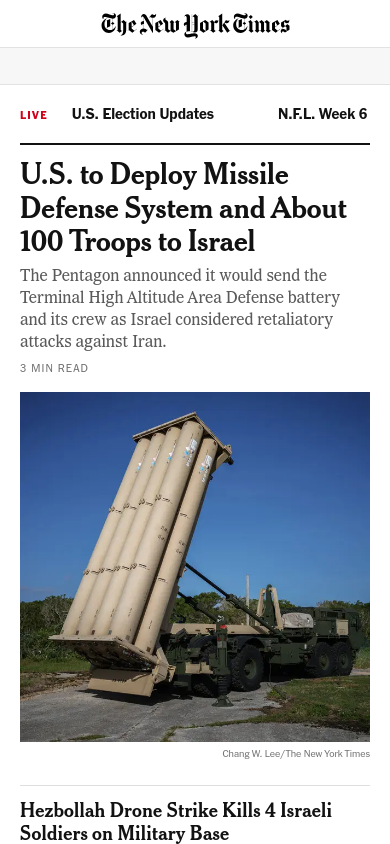 The New York Times
LIVE U.S. Election Updates N.F.L. Week 6
U.S. to Deploy Missile
Defense System and About
100 Troops to Israel
The Pentagon announced it would send the
Terminal High Altitude Area Defense battery
and its crew as Israel considered retaliatory
attacks against Iran.
3 MIN READ
Chang W. Lee/The New York Times
Hezbollah Drone Strike Kills 4 Israeli
Soldiers on Military Base